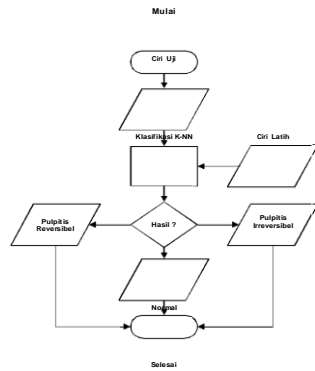 Mulai
Ciri Uji
Klasifikasi K-NN
Ciri Latih
Pulpitis
Reversibel
Hasil ?
Pulpitis
Irreversibel
Normal
Selesai